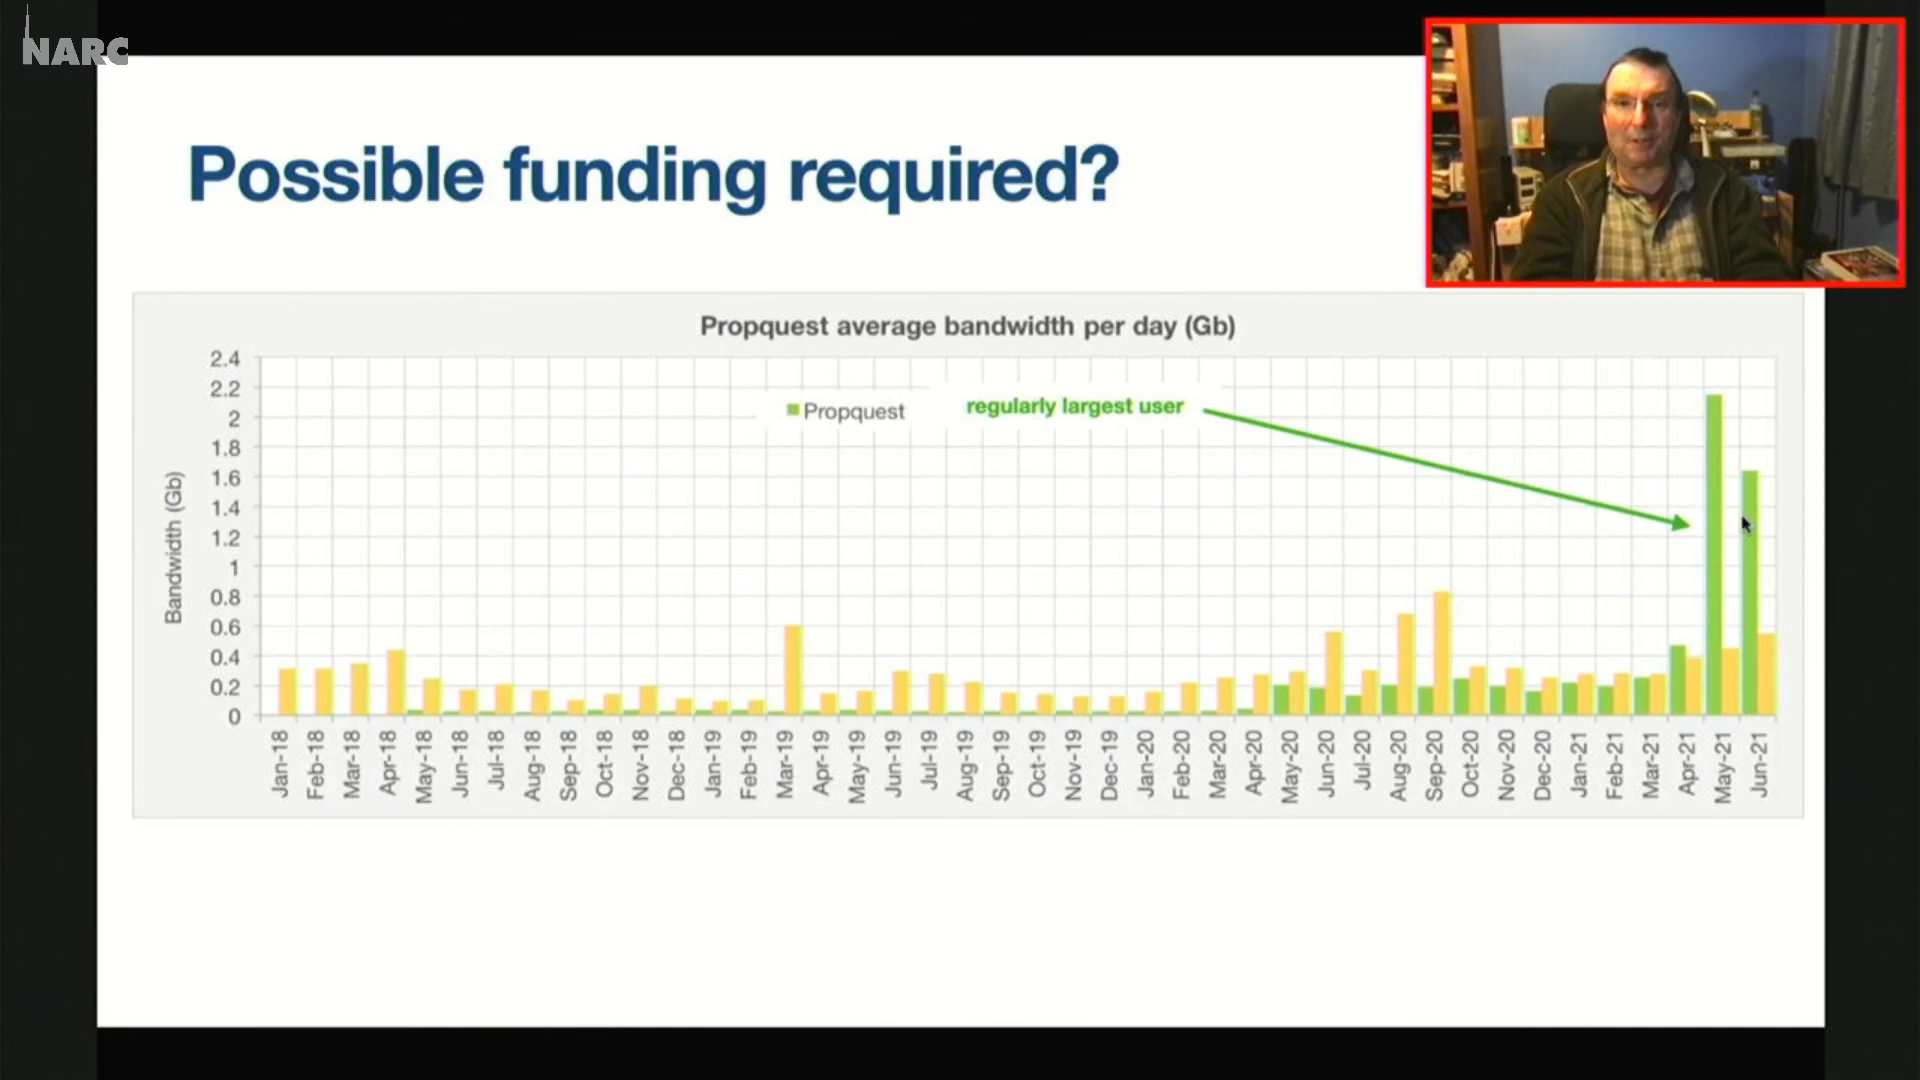 NARC
Possible funding required?
Propquest average bandwidth per day (Gb)
Propquest
regularly largest user
Bandwidth (Gb)
2.4
2.2
2
1.8
1.6
1.4
1.2
1
0.8
0.6
0.4
0.2
0
Jan-18
Feb-18
Mar-18
Apr-18
May-18
Jun-18
Jul-18
Aug-18
Sep-18
Oct-18
Nov-18
Dec-18
Jan-19
Feb-19
Mar-19
Apr-19
May-19
Jun-19
Jul-19
Aug-19
Sep-19
Oct-19
Nov-19
Dec-19
Jan-20
Feb-20
Mar-20
Apr-20
May-20
Jun-20
Jul-20
Aug-20
Sep-20
Oct-20
Nov-20
Dec-20
Jan-21
Feb-21
Mar-21
Apr-21
May-21
Jun-21